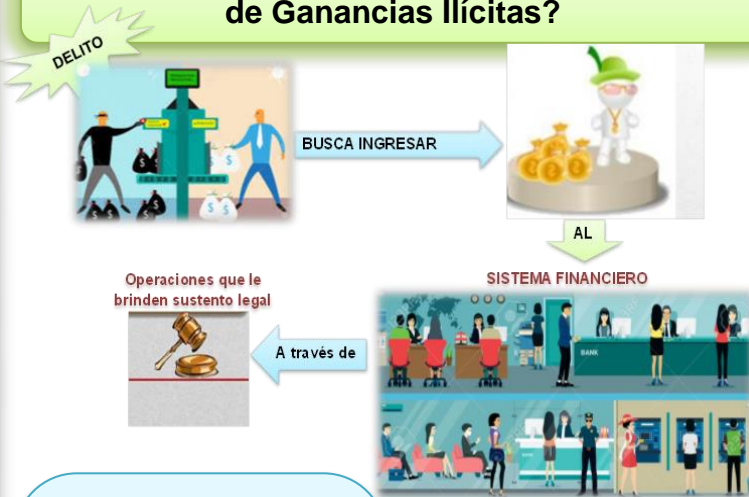 de Ganancias Ilícitas?
DELITO
BUSCA INGRESAR
AL
SISTEMA FINANCIERO
Operaciones que le
brinden sustento legal
A través de
BANK